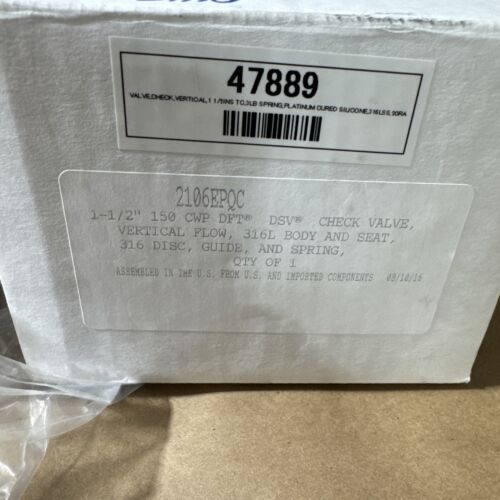 47889
VALVE,CHECK,VERTICAL,1 1/5INS TC,3LB SPRING,PLATINUM CURED SILICONE,316LSS,20RA
2106EPQC
1-1/2" 150 CWP DFT® DSV® CHECK VALVE,
VERTICAL FLOW, 316L BODY AND SEAT,
316 DISC, GUIDE, AND SPRING,
QTY OF 1
ASSEMBLED IN THE U.S. FROM U.S. AND IMPORTED COMPONENTS 03/10/16